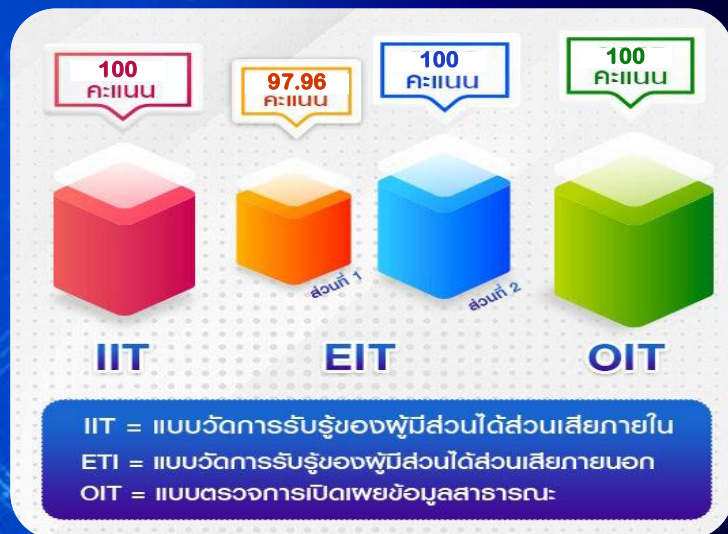 100
คะแนน
97.96
คะแนน
100
คะแนน
100
คะแนน
ส่วนที่ 1
ส่วนที่ 2
IIT
EIT
OIT
IIT = แบบวัดการรับรู้ของผู้มีส่วนได้ส่วนเสียภายใน
ETI = แบบวัดการรับรู้ของผู้มีส่วนได้ส่วนเสียภายนอก
OIT = แบบตรวจการเปิดเผยข้อมูลสาธารณะ